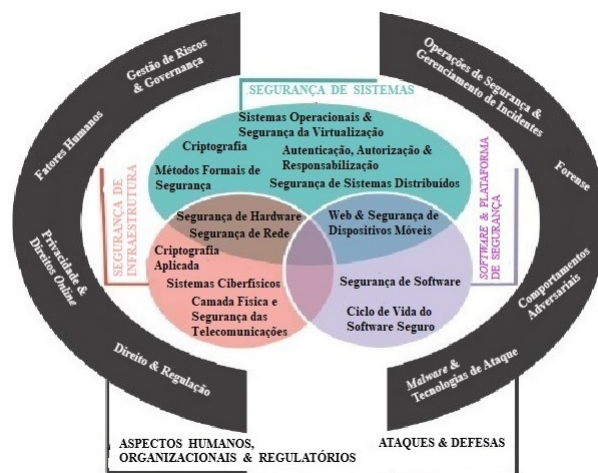 Gestão de Riscos
& Governança
Fatores Humanos
Privacidade &
Direitos Online
Direito & Regulação
Operações de Segurança &
Gerenciamento de Incidentes
Forense
Comportamentos
Adversariais
Malware &
Tecnologias de Ataque
SEGURANÇA DE SISTEMAS
Sistemas Operacionais &
Segurança da Virtualização
Criptografia
Autenticação, Autorização &
Responsabilização
Métodos Formais de
Segurança
Segurança de Sistemas Distribuídos
SEGURANÇA DE
INFRAESTRUTURA
SOFTWARE & PLATAFORMA
DE SEGURANÇA
Segurança de Hardware
Segurança de Rede
Web & Segurança de
Dispositivos Móveis
Criptografia
Aplicada
Sistemas Ciberfísicos
Camada Física e
Segurança das
Telecomunicações
Segurança de Software
Ciclo de Vida do
Software Seguro
ASPECTOS HUMANOS,
ORGANIZACIONAIS & REGULATÓRIOS
ATAQUES & DEFESAS